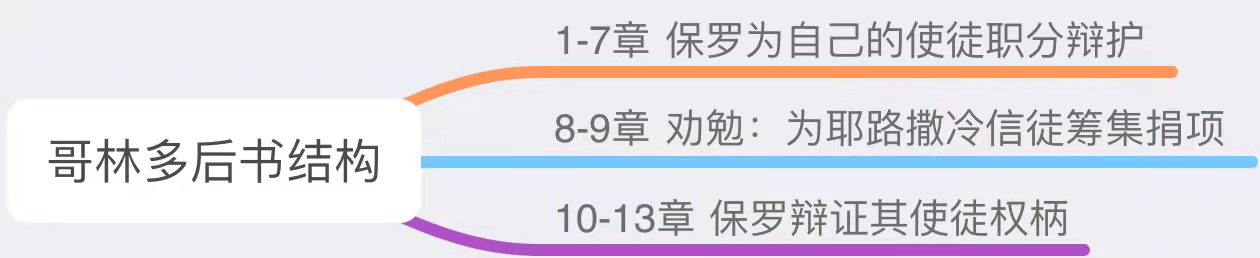 哥林多后书结构
1-7章 保罗为自己的使徒职分辩护
8-9章 劝勉：为耶路撒冷信徒筹集捐项
10-13章 保罗辩证其使徒权柄